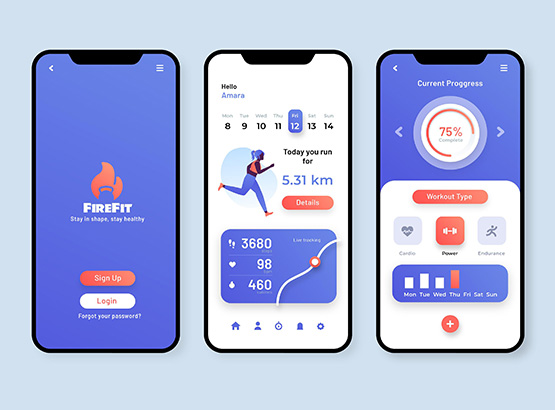 FIREFIT
Stay in shape, stay healthy
Sign Up
Login
Forgot your password?
Hello
Amara
Mon Tue Wed Thu Fri Sat Sun
8 9 10 11 12 13 14
Today you run
for
5.31 km
Details
3680
Live tracking
98
460
Current Proggress
75%
Complete
Workout Type
Cardio Power Endurance
Mon Tue Wed Thu Fri Sat Sun